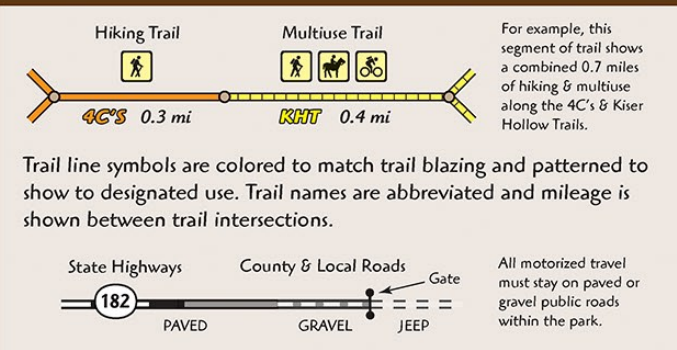 Hiking Trail
Multiuse Trail
4C'S 0.3 mi
KHT 0.4 mi
For example, this
segment of trail shows
a combined 0.7 miles
of hiking & multiuse
along the 4C's & Kiser
Hollow Trails.
Trail line symbols are colored to match trail blazing and patterned to
show to designated use. Trail names are abbreviated and mileage is
shown between trail intersections.
State Highways
County & Local Roads
Gate
182
PAVED
GRAVEL
JEEP
All motorized travel
must stay on paved or
gravel public roads
within the park.